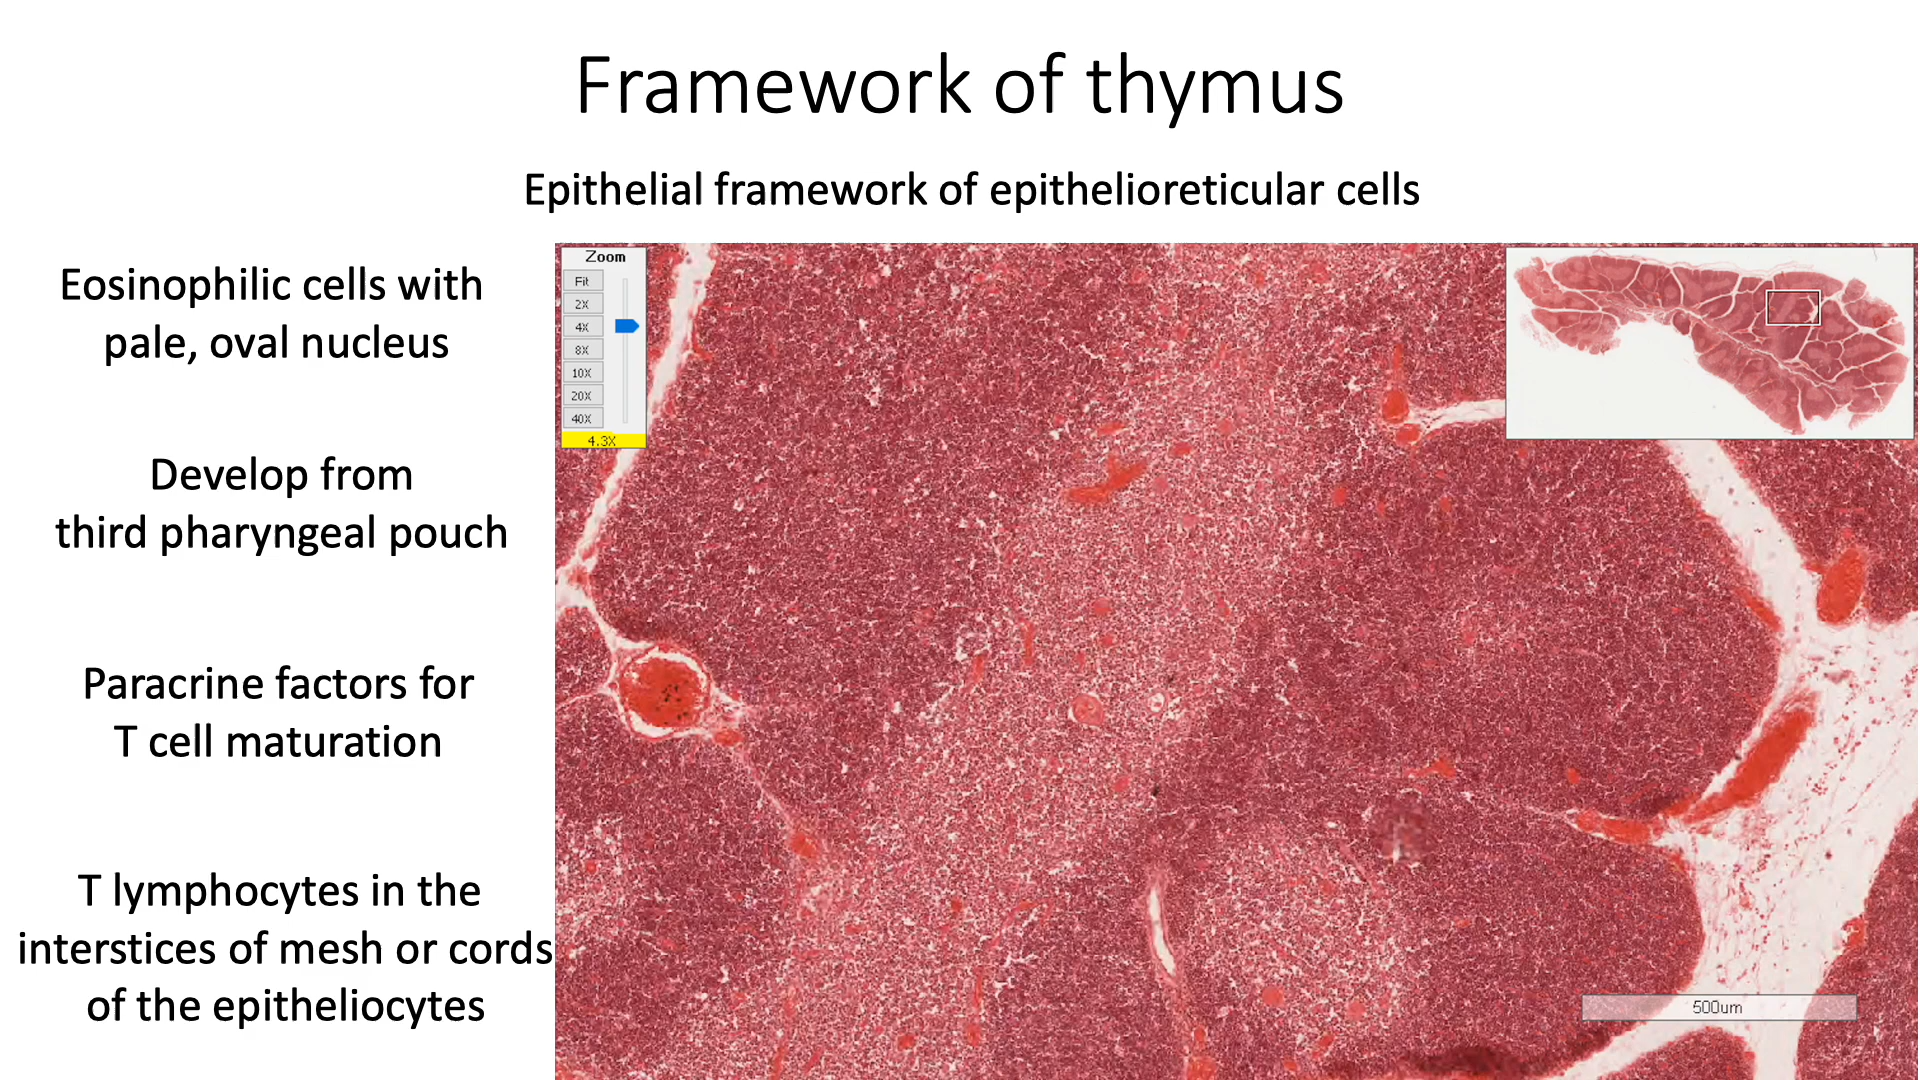 Framework of thymus
Epithelial framework of epithelioreticular cells
Eosinophilic cells with
pale, oval nucleus
Develop from
third pharyngeal pouch
Paracrine factors for
T cell maturation
T lymphocytes in the
interstices of mesh or cords
of the epitheliocytes
Zoom
Fit
2X
4X
8X
10X
20X
40X
4.3X
500um